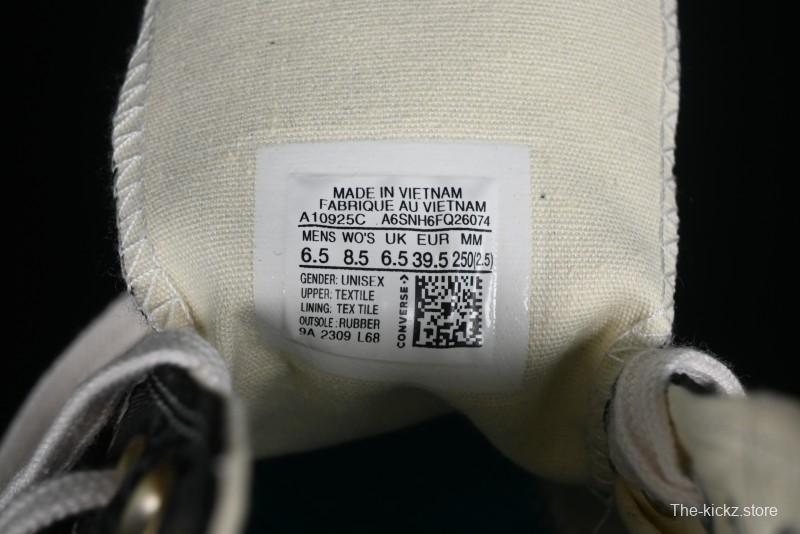 MADE IN VIETNAM
FABRIQUE AU VIETNAM
A10925C A6SNH6FQ26074
MENS WO'S UK EUR MM
6.5 8.5 6.5 39.5 250(2.5)
GENDER: UNISEX
UPPER: TEXTILE
LINING: TEXTILE
OUTSOLE: RUBBER
9A 2309 L68
CONVERSE
The-kickz.store